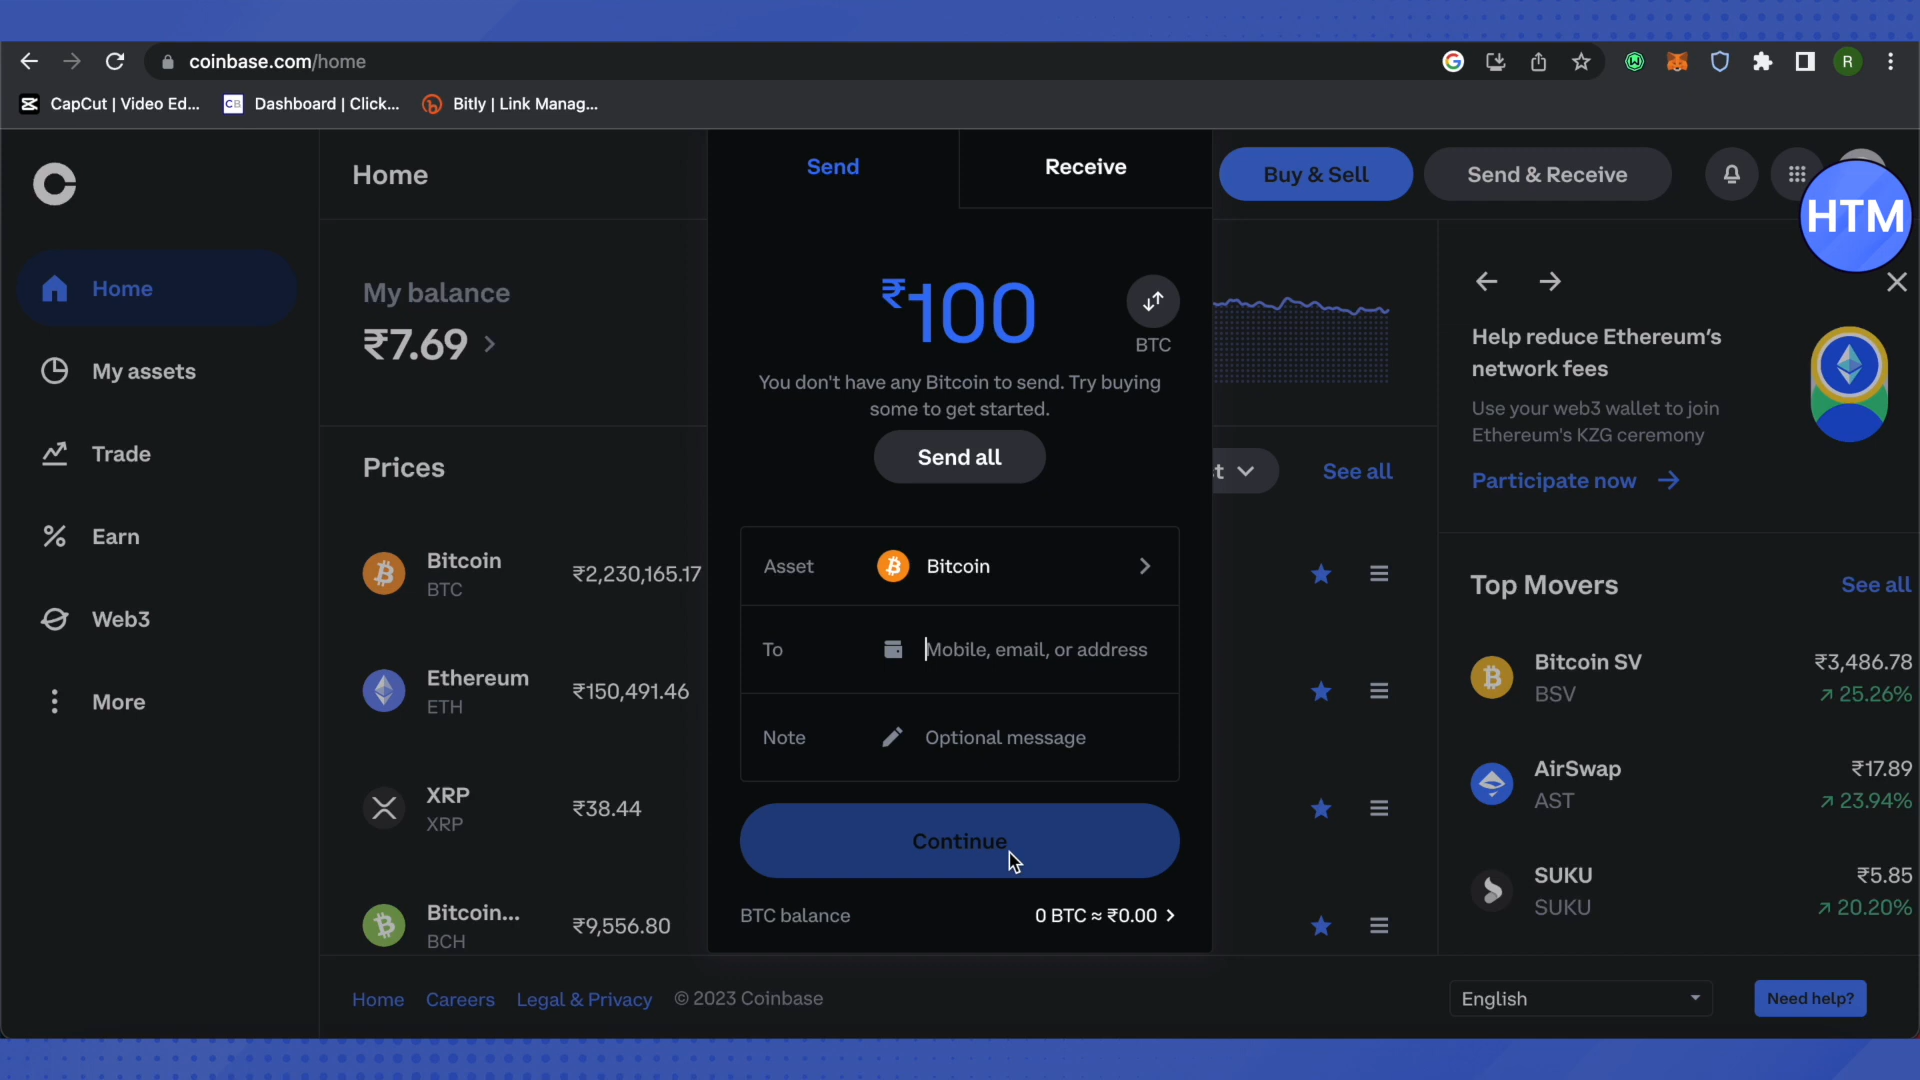 coinbase.com/home
R
CapCut | Video Ed...
CB
Dashboard | Click...
Bitly | Link Manag...
Home
Send
Receive
Buy & Sell
Send & Receive
HTM
Home
My assets
Trade
Earn
Web3
More
My balance
₹7.69
₹100
BTC
You don't have any Bitcoin to send. Try buying
some to get started.
Send all
Asset
Bitcoin
To
Mobile, email, or address
Note
Optional message
Continue
BTC balance
0 BTC ≈ ₹0.00
Prices
st
See all
Bitcoin
BTC
₹2,230,165.17
Ethereum
ETH
₹150,491.46
XRP
XRP
₹38.44
Bitcoin...
BCH
₹9,556.80
Help reduce Ethereum’s
network fees
Use your web3 wallet to join
Ethereum's KZG ceremony
Participate now
Top Movers
See all
Bitcoin SV
BSV
₹3,486.78
25.26%
AirSwap
AST
₹17.89
23.94%
SUKU
SUKU
₹5.85
20.20%
Home
Careers
Legal & Privacy
© 2023 Coinbase
English
Need help?